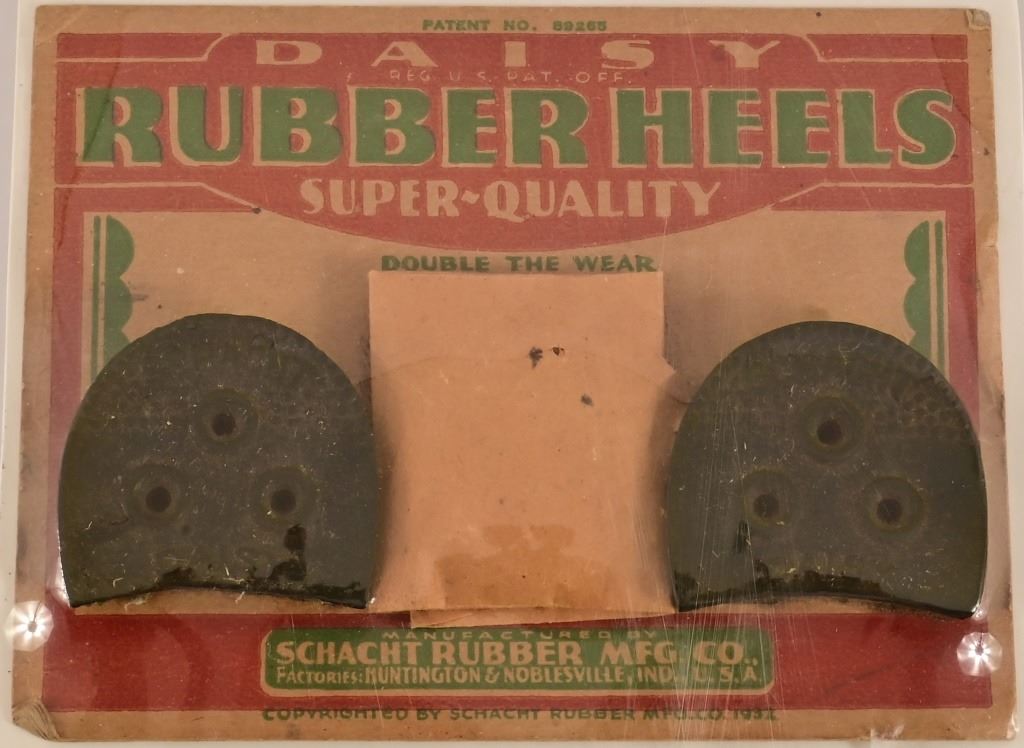 PATENT NO. 89265
DAISY
REG. U.S. PAT. OFF.
RUBBER HEELS
SUPER-QUALITY
DOUBLE THE WEAR
MANUFACTURED BY
SCHACHT RUBBER MFG CO.,
FACTORIES: HUNTINGTON & NOBLESVILLE, IND., U.S.A.
COPYRIGHTED BY SCHACHT RUBBER MFG. CO. 1932